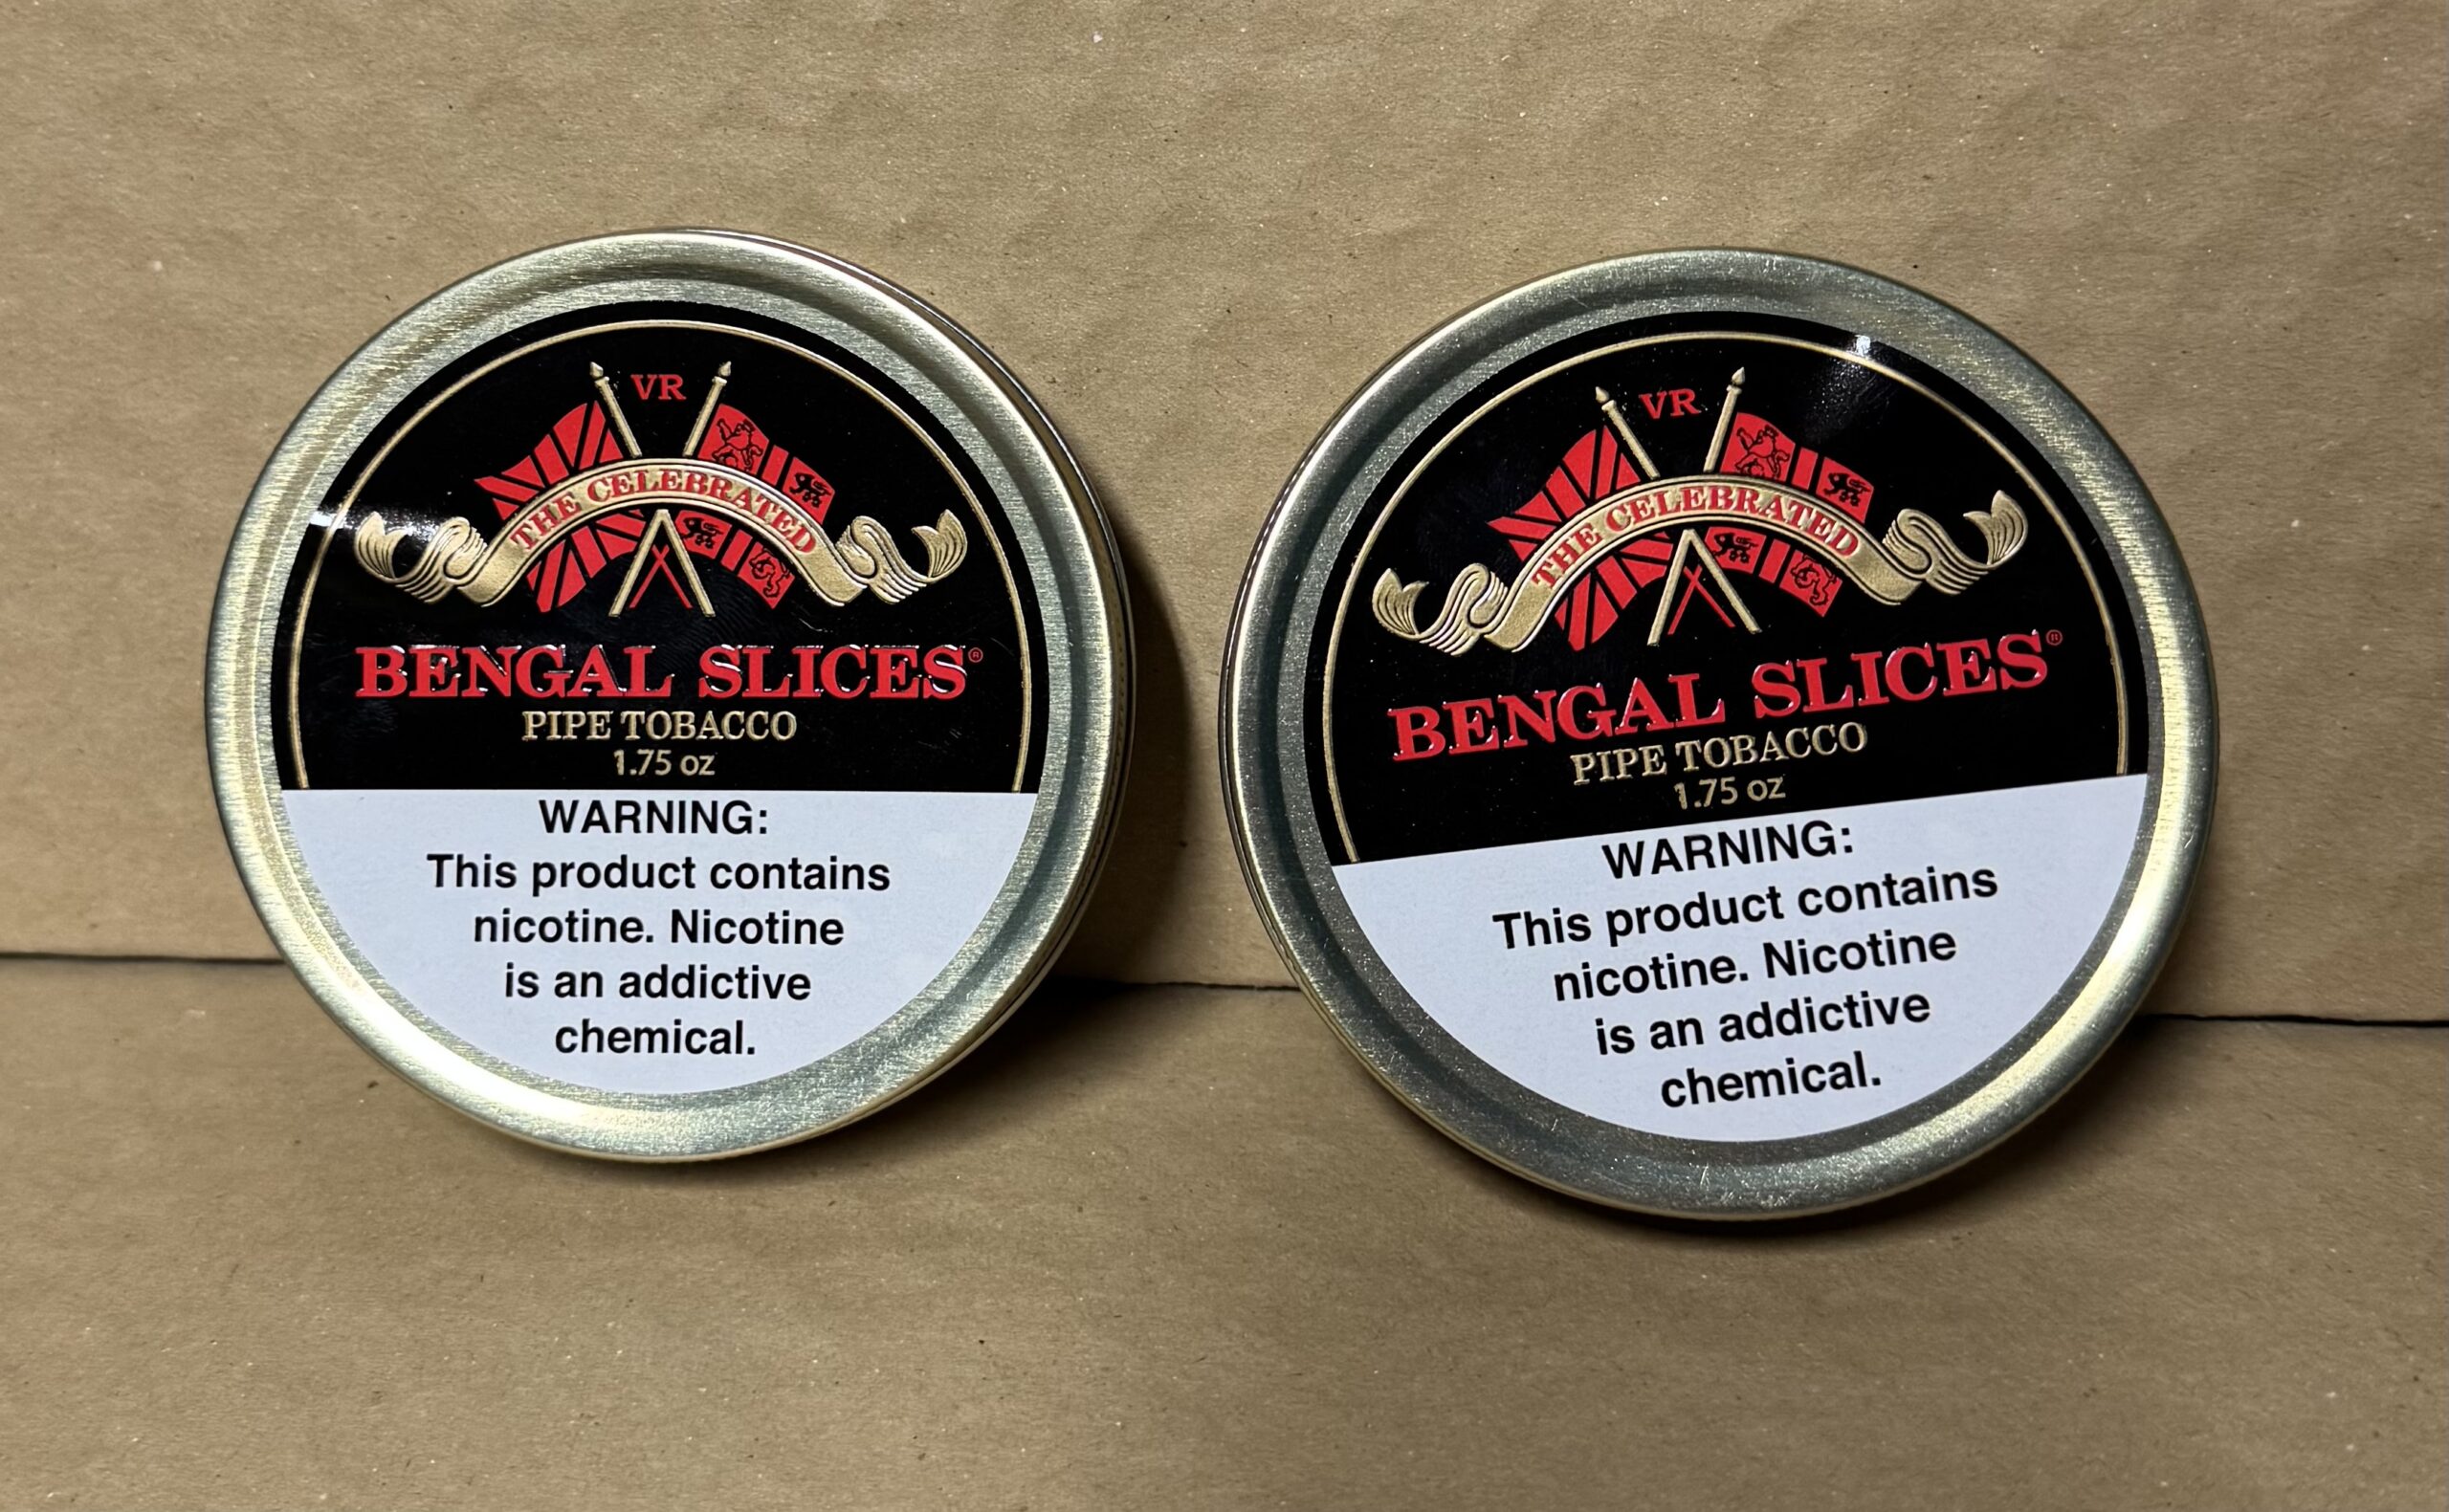 VR
THE CELEBRATED
BENGAL SLICES®
PIPE TOBACCO
1.75 oz
WARNING:
This product contains
nicotine. Nicotine
is an addictive
chemical.
VR
THE CELEBRATED
BENGAL SLICES®
PIPE TOBACCO
1.75 oz
WARNING:
This product contains
nicotine. Nicotine
is an addictive
chemical.